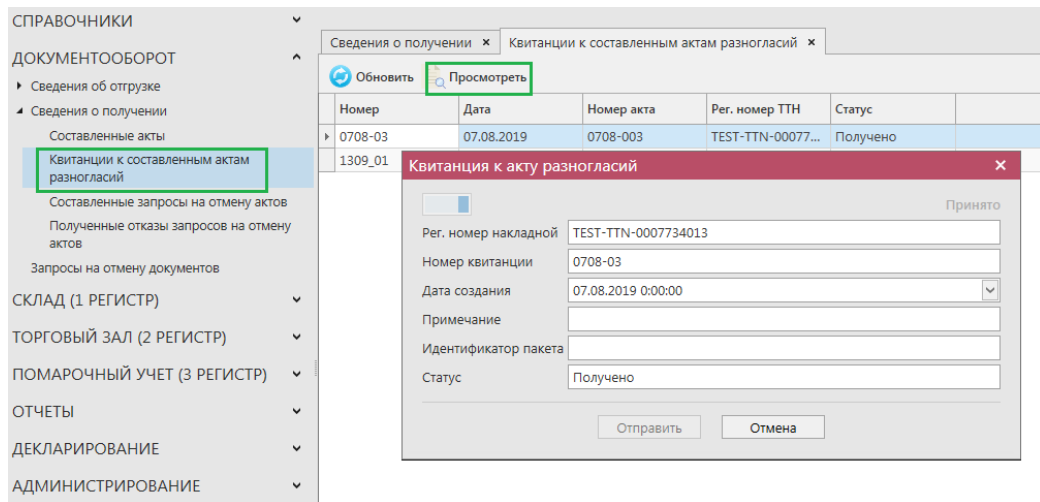 СПРАВОЧНИКИ
ДОКУМЕНТООБОРОТ
Сведения об отгрузке
Сведения о получении
Составленные акты
Квитанции к составленным актам
разногласий
Составленные запросы на отмену актов
Полученные отказы запросов на отмену
актов
Запросы на отмену документов
СКЛАД (1 РЕГИСТР)
ТОРГОВЫЙ ЗАЛ (2 РЕГИСТР)
ПОМАРОЧНЫЙ УЧЕТ (3 РЕГИСТР)
ОТЧЕТЫ
ДЕКЛАРИРОВАНИЕ
АДМИНИСТРИРОВАНИЕ
Сведения о получении × Квитанции к составленным актам разногласий ×
Обновить Просмотреть
Номер Дата Номер акта Рег. номер ТТН Статус
0708-03 07.08.2019 0708-003 TEST-TTN-00077... Получено
1309_01
Квитанция к акту разногласий ×
Принято
Рег. номер накладной TEST-TTN-0007734013
Номер квитанции 0708-03
Дата создания 07.08.2019 0:00:00
Примечание
Идентификатор пакета
Статус Получено
Отправить Отмена